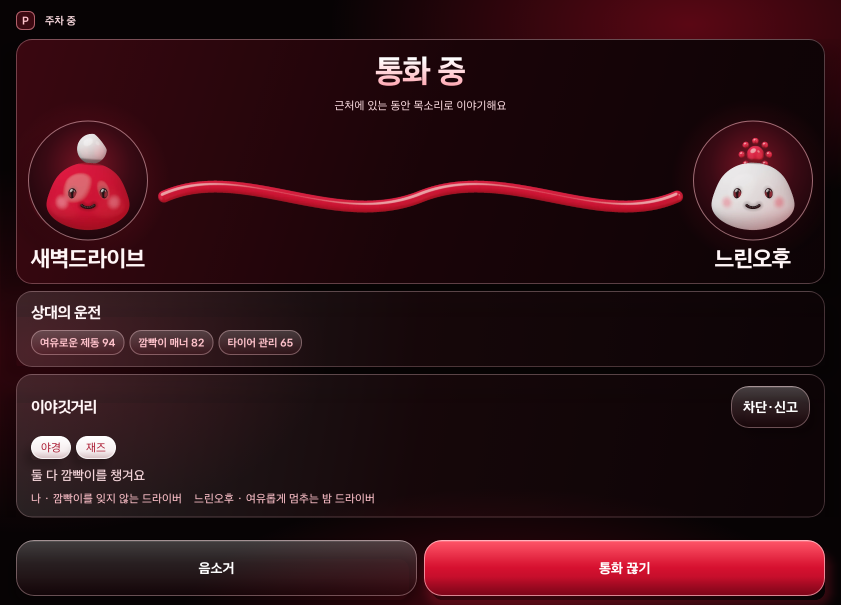 P 주차 중
통화 중
근처에 있는 동안 목소리로 이야기해요
새벽드라이브
느린오후
상대의 운전
여유로운 제동 94 깜빡이 매너 82 타이어 관리 65
이야깃거리
차단·신고
야경 재즈
둘 다 깜빡이를 챙겨요
나 · 깜빡이를 잊지 않는 드라이버 느린오후 · 여유롭게 멈추는 밤 드라이버
음소거
통화 끊기